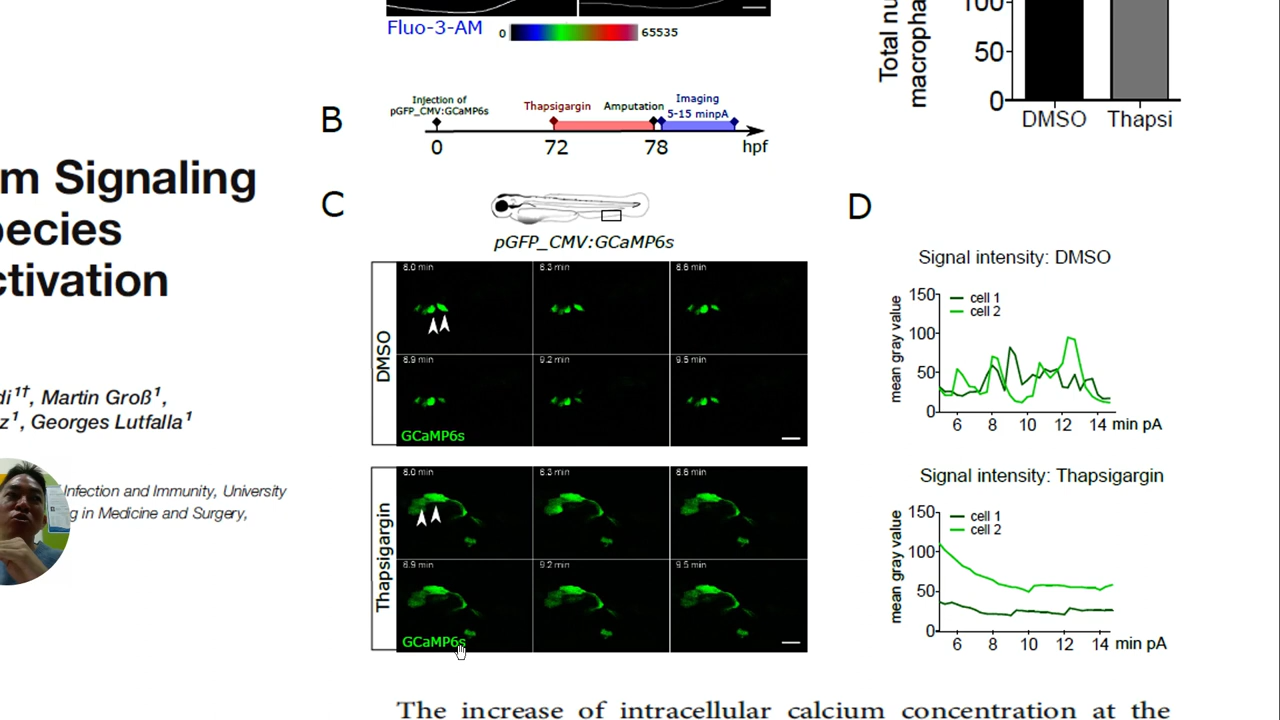 m Signaling
pecies
ctivation
di¹†, Martin Groß¹,
z¹, Georges Lutfalla¹
Infection and Immunity, University
g in Medicine and Surgery,
Fluo-3-AM 0 65535
B
Injection of
pGFP_CMV:GCaMP6s
Thapsigargin
Amputation
Imaging
5-15 minpA
0 72 78 hpf
C
pGFP_CMV:GCaMP6s
DMSO
8.0 min 8.3 min 8.6 min
8.9 min 9.2 min 9.5 min
GCaMP6s
Thapsigargin
8.0 min 8.3 min 8.6 min
8.9 min 9.2 min 9.5 min
GCaMP6s
Total nu
macropha
100
50
0
DMSO Thapsi
D
Signal intensity: DMSO
mean gray value
150
100
50
0
cell 1
cell 2
6 8 10 12 14 min pA
Signal intensity: Thapsigargin
mean gray value
150
100
50
0
cell 1
cell 2
6 8 10 12 14 min pA
The increase of intracellular calcium concentration at the